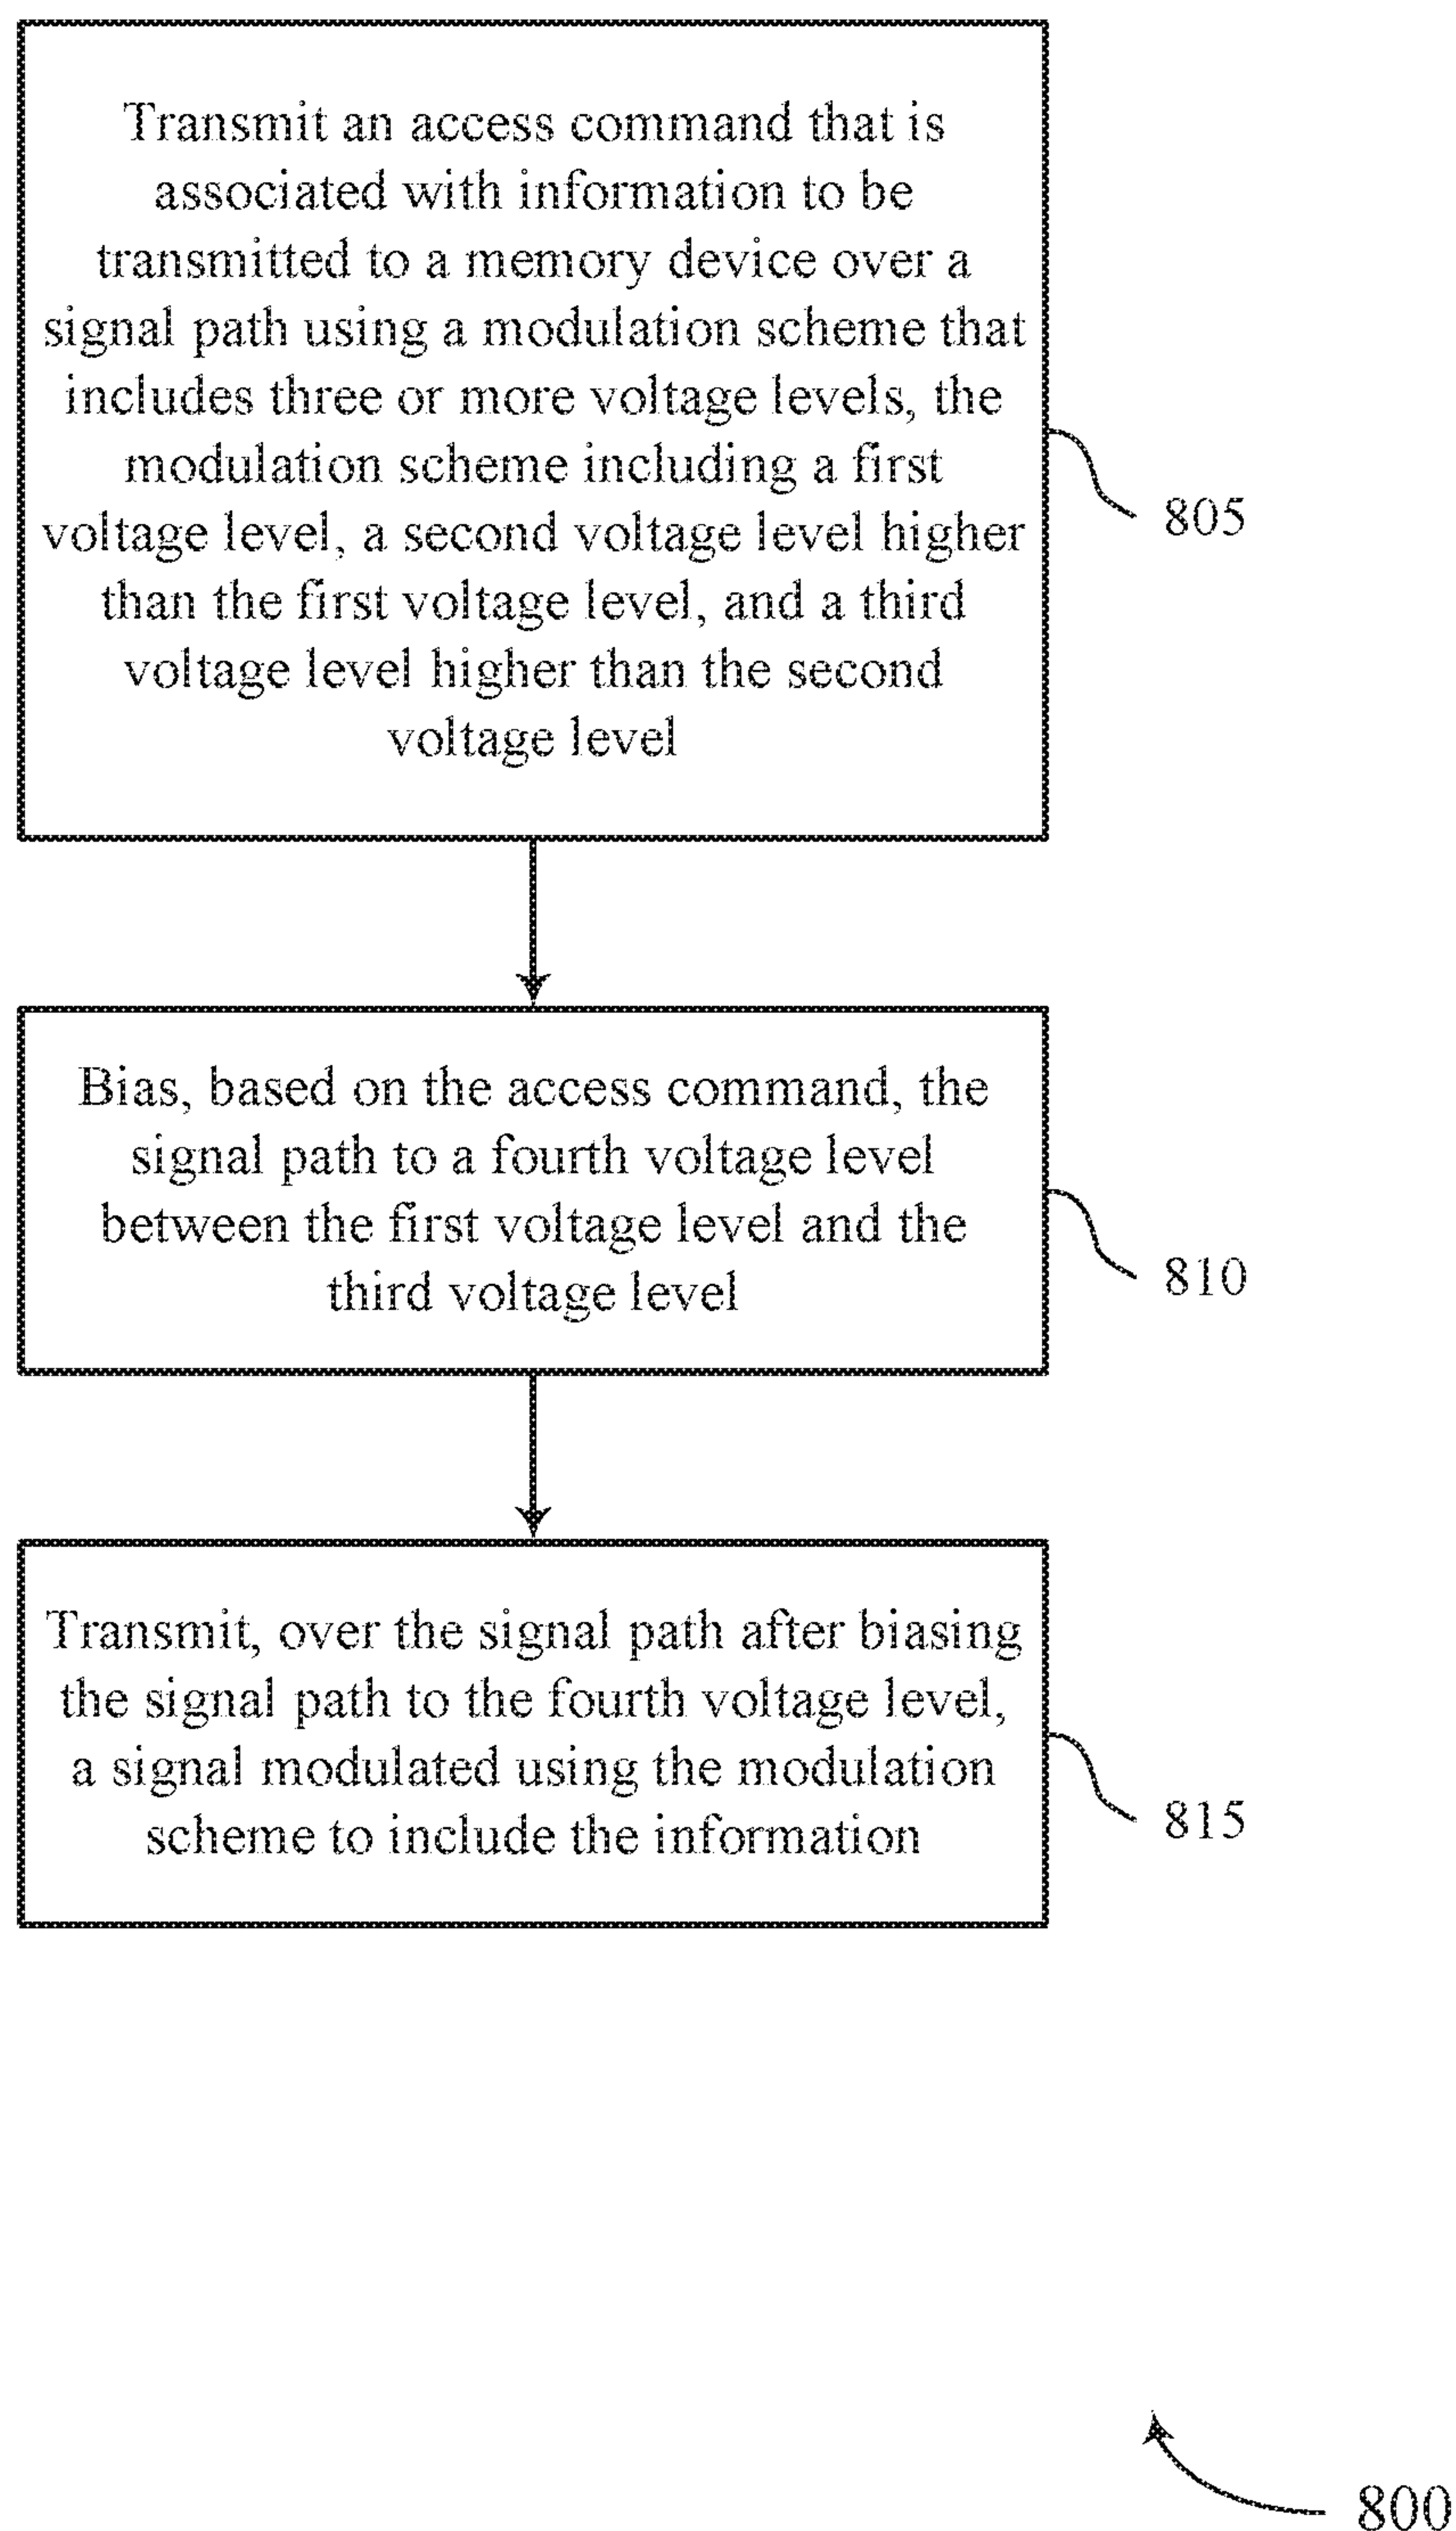 Transmit an access command that is
associated with information to be
transmitted to a memory device over a
signal path using a modulation scheme that
includes three or more voltage levels, the
modulation scheme including a first
voltage level, a second voltage level higher
than the first voltage level, and a third
voltage level higher than the second
voltage level
805
Bias, based on the access command, the
signal path to a fourth voltage level
between the first voltage level and the
third voltage level
810
Transmit, over the signal path after biasing
the signal path to the fourth voltage level,
a signal modulated using the modulation
scheme to include the information
815
800